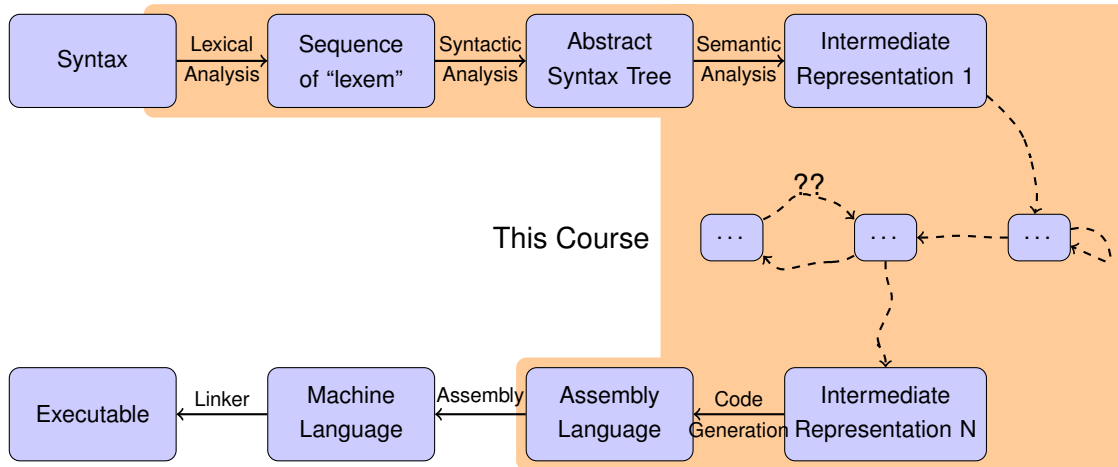 Syntax
Lexical
Analysis
Sequence
of “lexem”
Syntactic
Analysis
Abstract
Syntax Tree
Semantic
Analysis
Intermediate
Representation 1
??
...
...
...
This Course
Executable
Linker
Machine
Language
Assembly
Assembly
Language
Code
Generation
Intermediate
Representation N